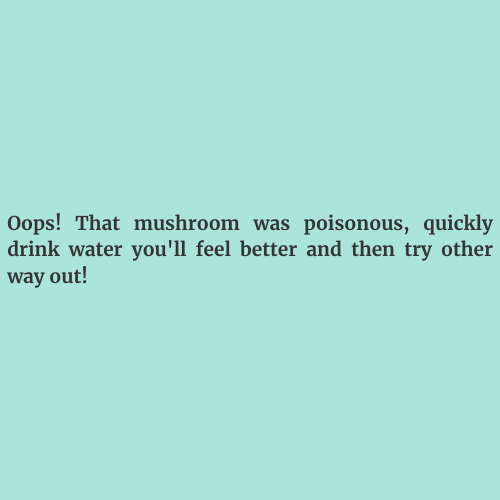 Oops! That mushroom was poisonous, quickly
drink water you'll feel better and then try other
way out!